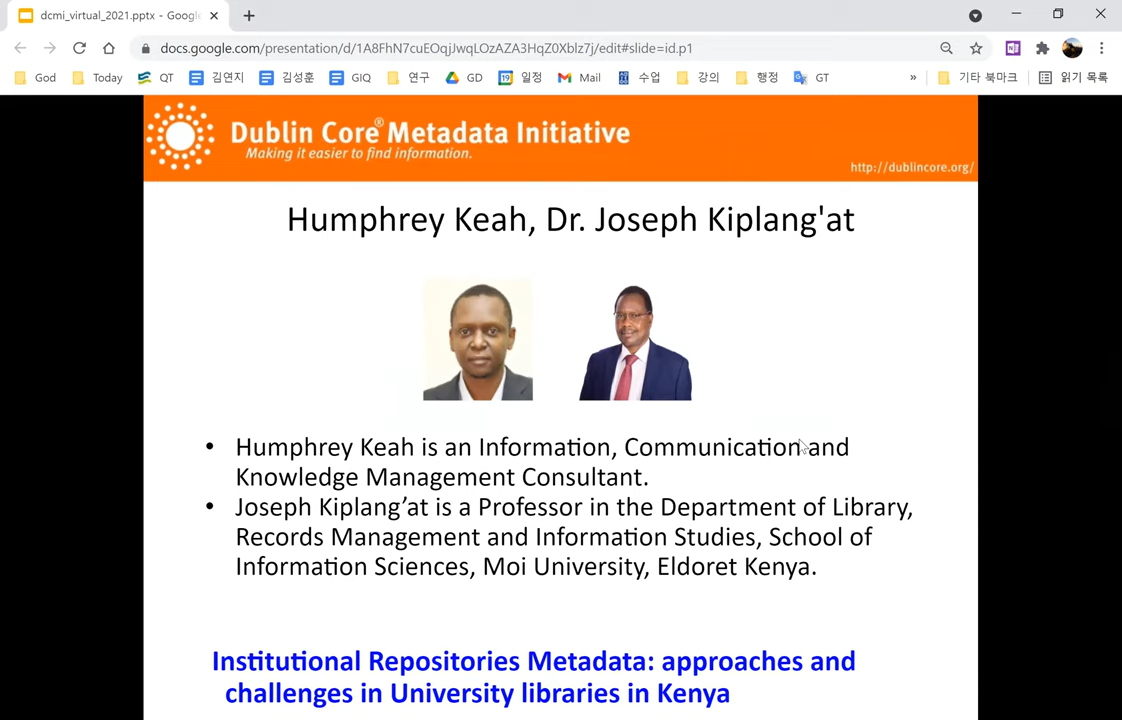 dcmi_virtual_2021.pptx - Google
docs.google.com/presentation/d/1A8FhN7cuEOqjJwqLOzAZA3HqZ0Xblz7j/edit#slide=id.p1
God Today QT 김연지 김성훈 GIQ 연구 GD 19 일정 Mail 수업 강의 행정 GT » 기타 북마크 읽기 목록
Dublin Core® Metadata Initiative
Making it easier to find information.
http://dublincore.org/
Humphrey Keah, Dr. Joseph Kiplang'at
• Humphrey Keah is an Information, Communication and
Knowledge Management Consultant.
• Joseph Kiplang’at is a Professor in the Department of Library,
Records Management and Information Studies, School of
Information Sciences, Moi University, Eldoret Kenya.
Institutional Repositories Metadata: approaches and
challenges in University libraries in Kenya